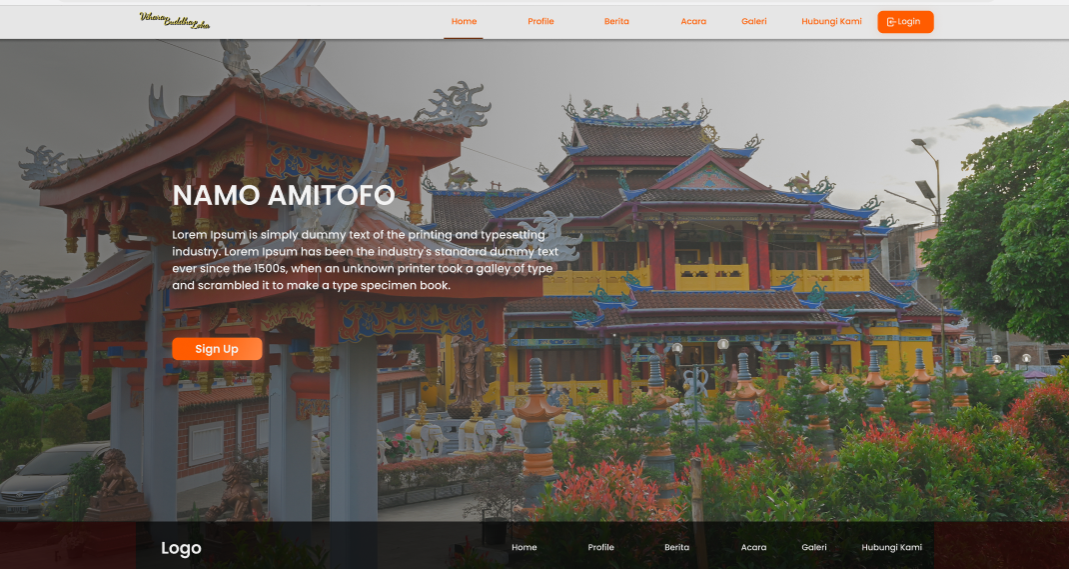 Vihara Buddha Loka
Home Profile Berita Acara Galeri Hubungi Kami Login
NAMO AMITOFO
Lorem Ipsum is simply dummy text of the printing and typesetting
industry. Lorem Ipsum has been the industry's standard dummy text
ever since the 1500s, when an unknown printer took a galley of type
and scrambled it to make a type specimen book.
Sign Up
Logo
Home Profile Berita Acara Galeri Hubungi Kami